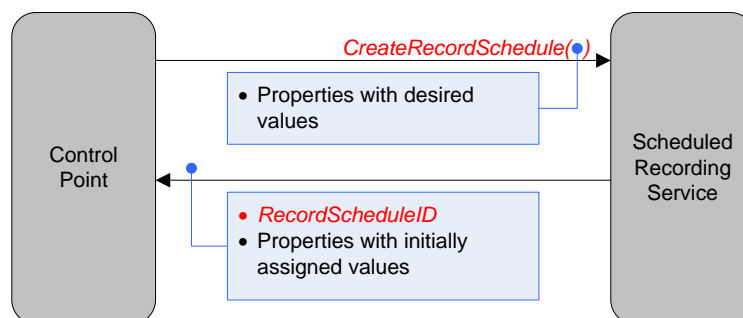 CreateRecordSchedule( )
• Properties with desired
values
Control
Point
Scheduled
Recording
Service
• RecordScheduleID
• Properties with initially
assigned values